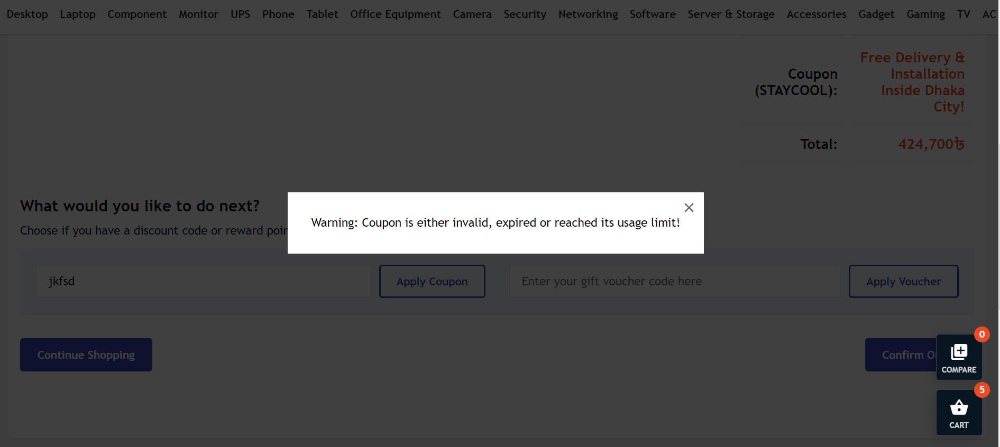 Desktop Laptop Component Monitor UPS Phone Tablet Office Equipment Camera Security Networking Software Server & Storage Accessories Gadget Gaming TV AC
Coupon
(STAYCOOL):
Free Delivery &
Installation
Inside Dhaka
City!
Total: 424,700৳
What would you like to do next?
Choose if you have a discount code or reward poin
Warning: Coupon is either invalid, expired or reached its usage limit!
jkfsd Apply Coupon Enter your gift voucher code here Apply Voucher
Continue Shopping Confirm O
0
COMPARE
5
CART